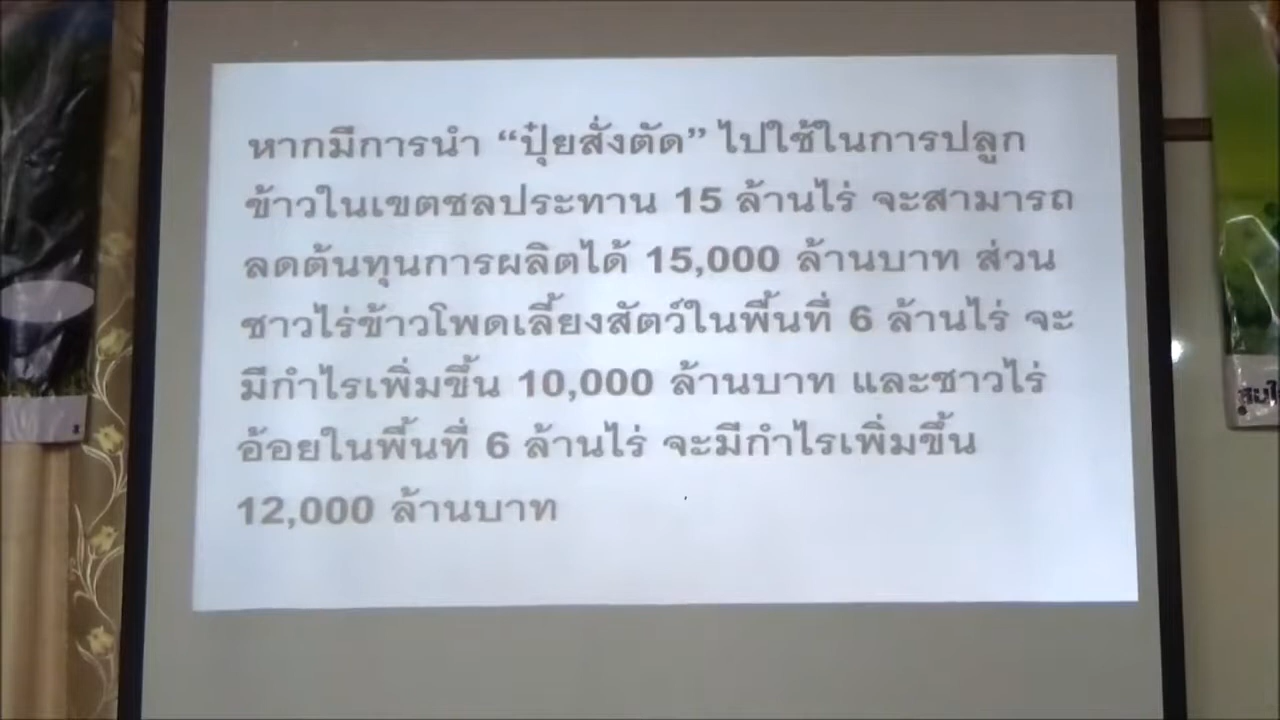 หากมีการนำ “ปุ๋ยสั่งตัด” ไปใช้ในการปลูก
ข้าวในเขตชลประทาน 15 ล้านไร่ จะสามารถ
ลดต้นทุนการผลิตได้ 15,000 ล้านบาท ส่วน
ชาวไร่ข้าวโพดเลี้ยงสัตว์ในพื้นที่ 6 ล้านไร่ จะ
มีกำไรเพิ่มขึ้น 10,000 ล้านบาท และชาวไร่
อ้อยในพื้นที่ 6 ล้านไร่ จะมีกำไรเพิ่มขึ้น
12,000 ล้านบาท